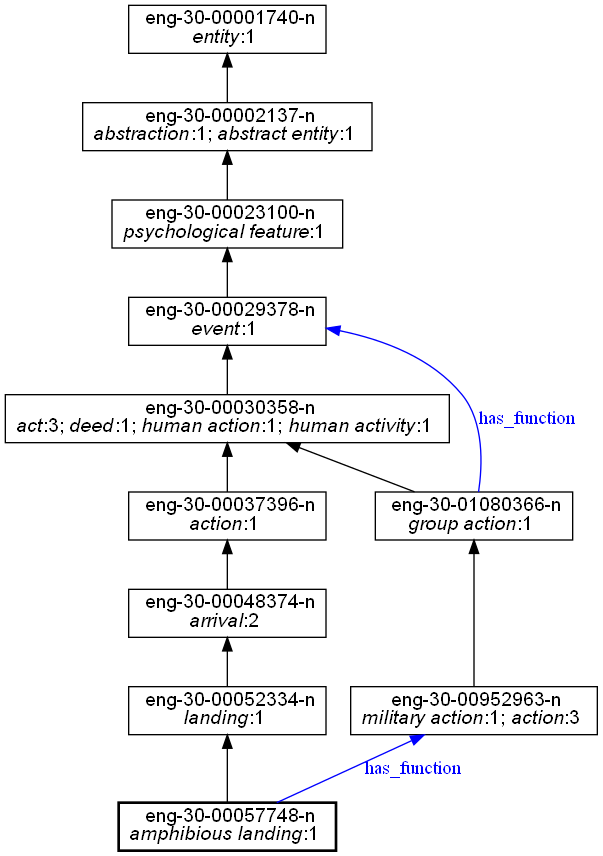 eng-30-00001740-n
entity:1
eng-30-00002137-n
abstraction:1; abstract entity:1
eng-30-00023100-n
psychological feature:1
eng-30-00029378-n
event:1
has_function
eng-30-00030358-n
act:3; deed:1; human action:1; human activity:1
eng-30-00037396-n
action:1
eng-30-01080366-n
group action:1
eng-30-00048374-n
arrival:2
eng-30-00052334-n
landing:1
eng-30-00952963-n
military action:1; action:3
has_function
eng-30-00057748-n
amphibious landing:1